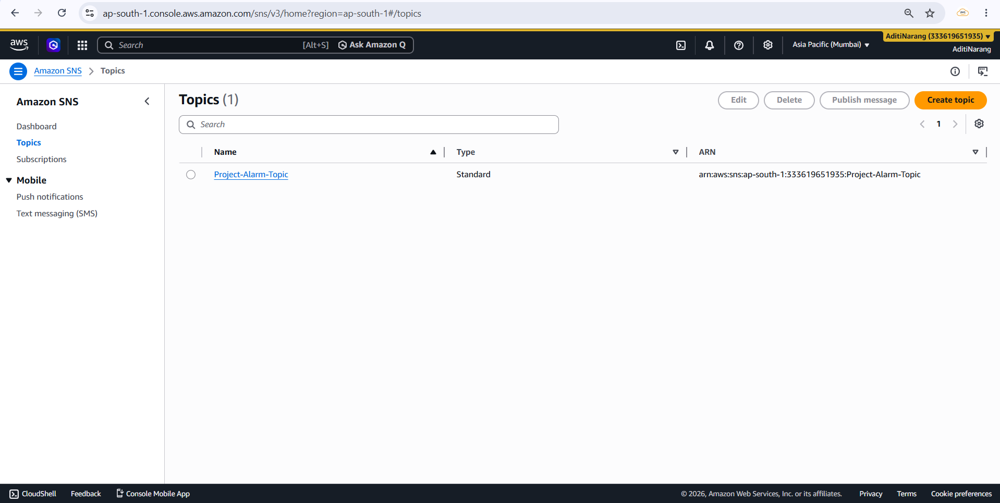 ap-south-1.console.aws.amazon.com/sns/v3/home?region=ap-south-1#/topics
aws
Search [Alt+S] Ask Amazon Q
Asia Pacific (Mumbai)
AditiNarang (333619651935)
AditiNarang
Amazon SNS Topics
Amazon SNS
Dashboard
Topics
Subscriptions
Mobile
Push notifications
Text messaging (SMS)
Topics (1)
Edit Delete Publish message Create topic
Search
1
Name Type ARN
Project-Alarm-Topic Standard arn:aws:sns:ap-south-1:333619651935:Project-Alarm-Topic
CloudShell Feedback Console Mobile App © 2026, Amazon Web Services, Inc. or its affiliates. Privacy Terms Cookie preferences